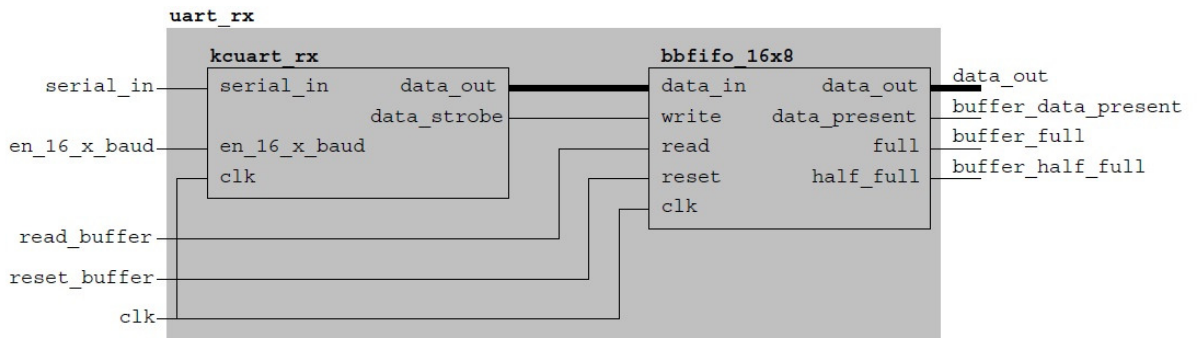 uart_rx
kcuart_rx
bbfifo_16x8
serial_in
serial_in
data_out
data_in
data_out
data_out
data_strobe
write
data_present
buffer_data_present
en_16_x_baud
en_16_x_baud
read
full
buffer_full
clk
reset
half_full
buffer_half_full
clk
read_buffer
reset_buffer
clk